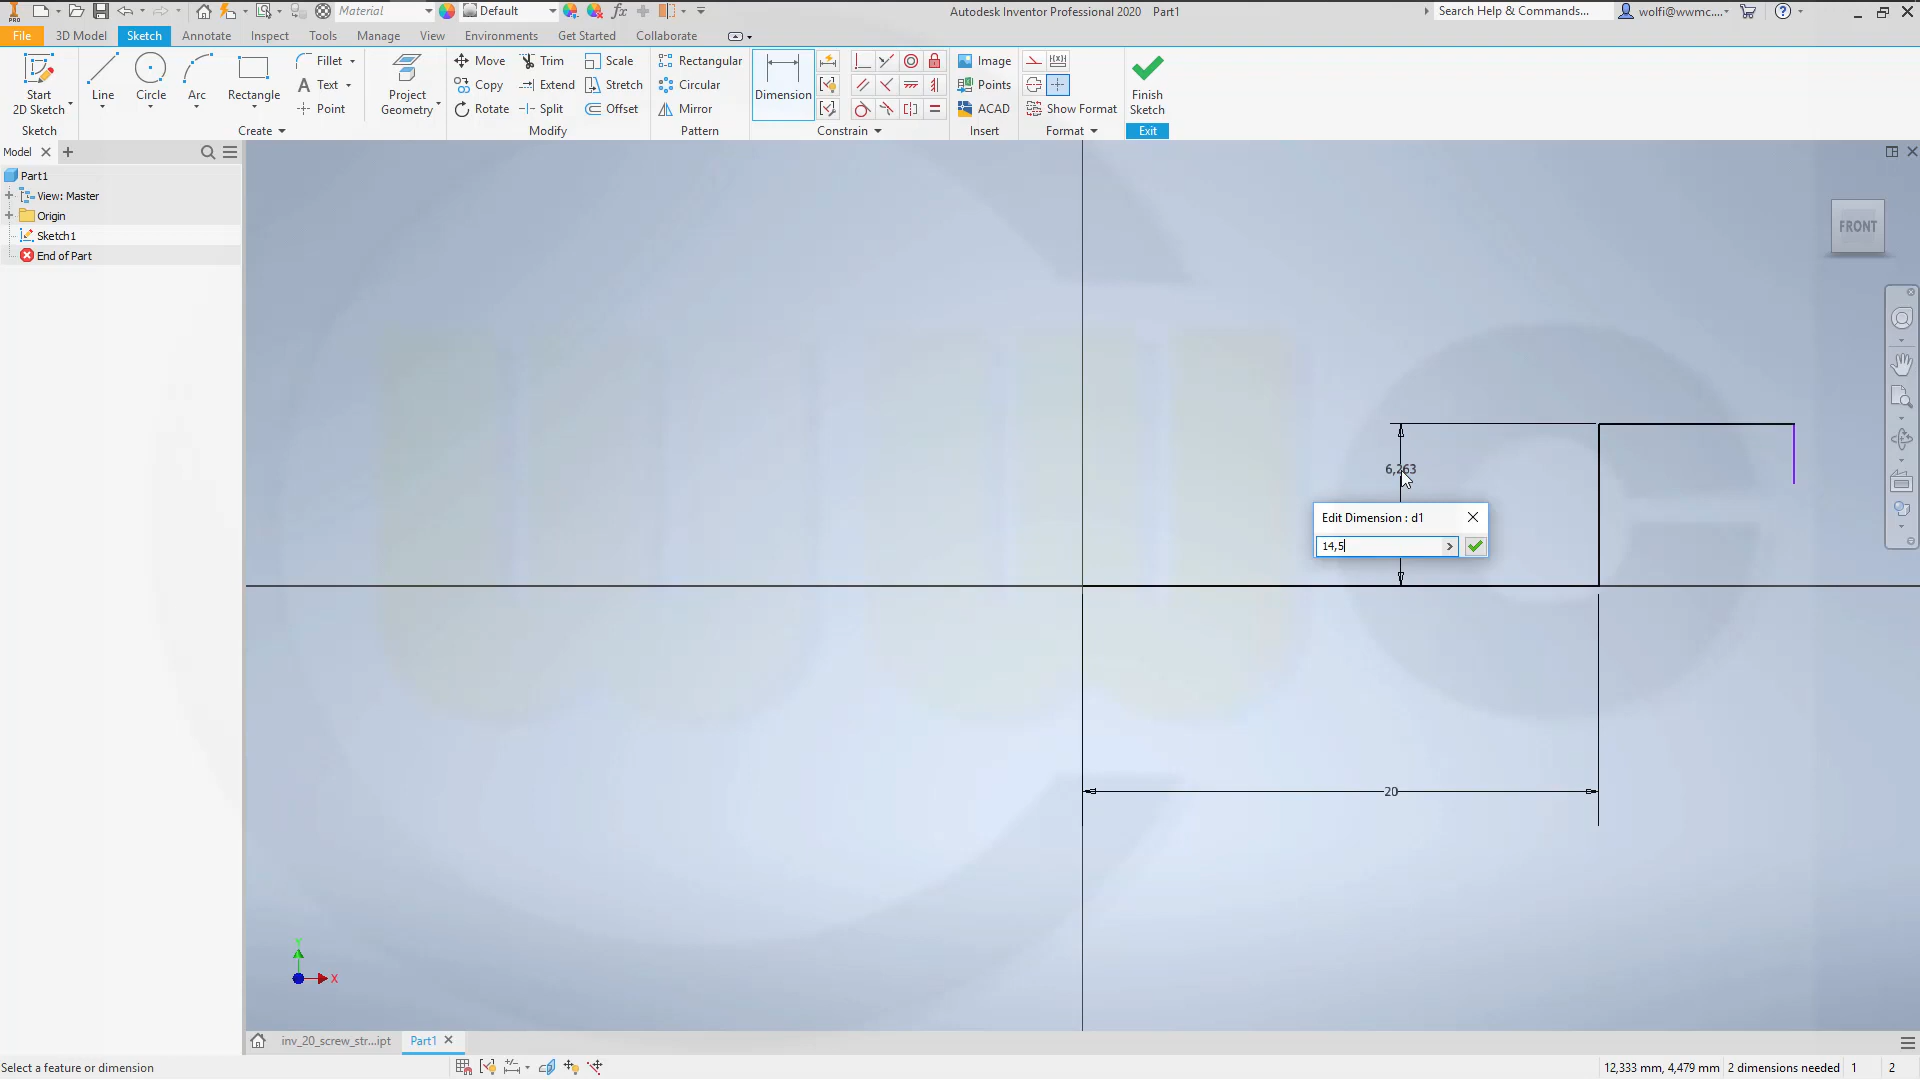 PRO
Material
Default
Autodesk Inventor Professional 2020 Part1
Search Help & Commands...
wolfi@wwmc....
File
3D Model
Sketch
Annotate
Inspect
Tools
Manage
View
Environments
Get Started
Collaborate
Start
2D Sketch
Line
Circle
Arc
Rectangle
Fillet
Text
Point
Project
Geometry
Move
Copy
Rotate
Trim
Extend
Split
Scale
Stretch
Offset
Rectangular
Circular
Mirror
Dimension
Image
Points
ACAD
Show Format
Finish
Sketch
Sketch
Create
Modify
Pattern
Constrain
Insert
Format
Exit
Model
Part1
View: Master
Origin
Sketch1
End of Part
FRONT
6,263
Edit Dimension : d1
14,5
20
Y
X
inv_20_screw_str...ipt
Part1
Select a feature or dimension
12,333 mm, 4,479 mm 2 dimensions needed 1 2